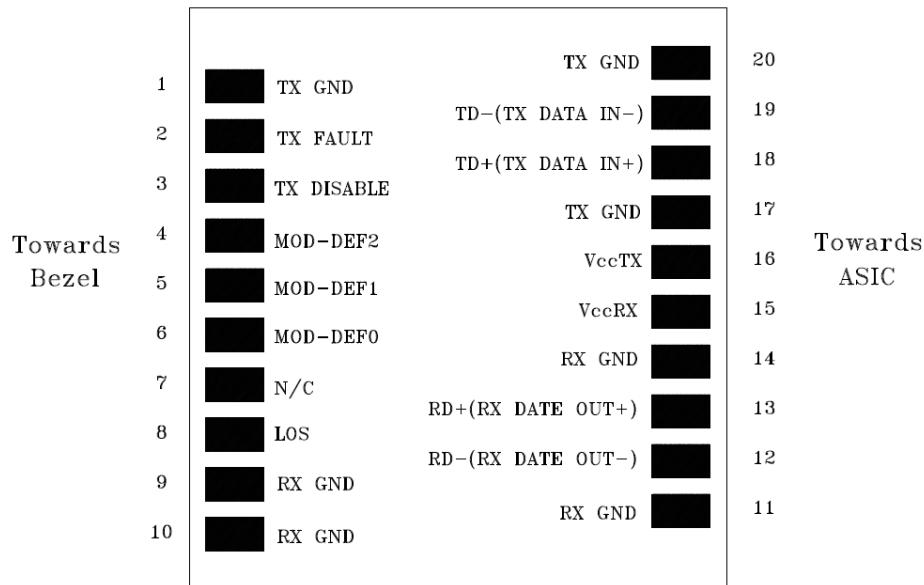 Towards
Bezel
1 TX GND
2 TX FAULT
3 TX DISABLE
4 MOD-DEF2
5 MOD-DEF1
6 MOD-DEF0
7 N/C
8 LOS
9 RX GND
10 RX GND
TX GND 20
TD-(TX DATA IN-) 19
TD+(TX DATA IN+) 18
TX GND 17
VccTX 16
VccRX 15
RX GND 14
RD+(RX DATE OUT+) 13
RD-(RX DATE OUT-) 12
RX GND 11
Towards
ASIC